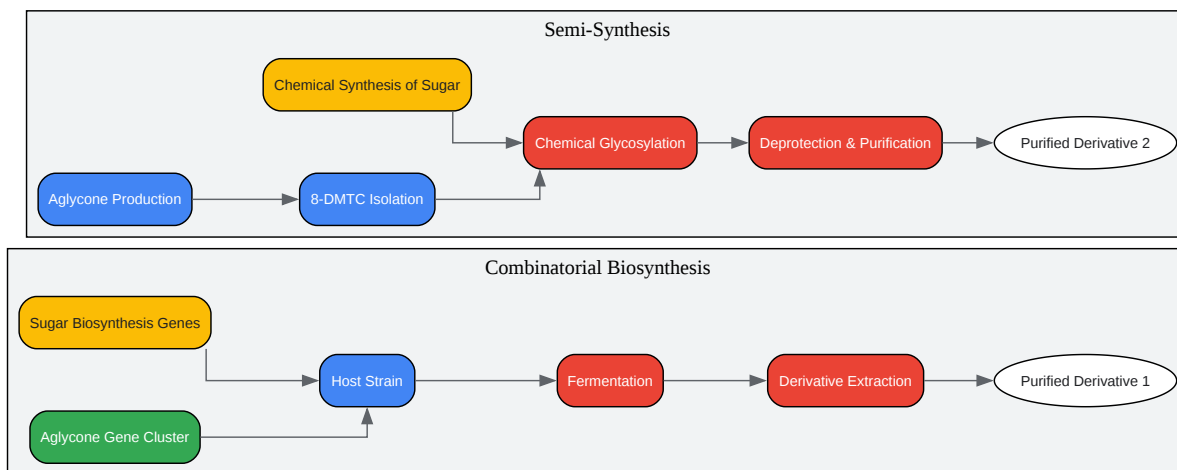 Semi-Synthesis
Chemical Synthesis of Sugar
Chemical Glycosylation
Deprotection & Purification
Purified Derivative 2
Aglycone Production
8-DMTC Isolation
Combinatorial Biosynthesis
Sugar Biosynthesis Genes
Host Strain
Fermentation
Derivative Extraction
Purified Derivative 1
Aglycone Gene Cluster